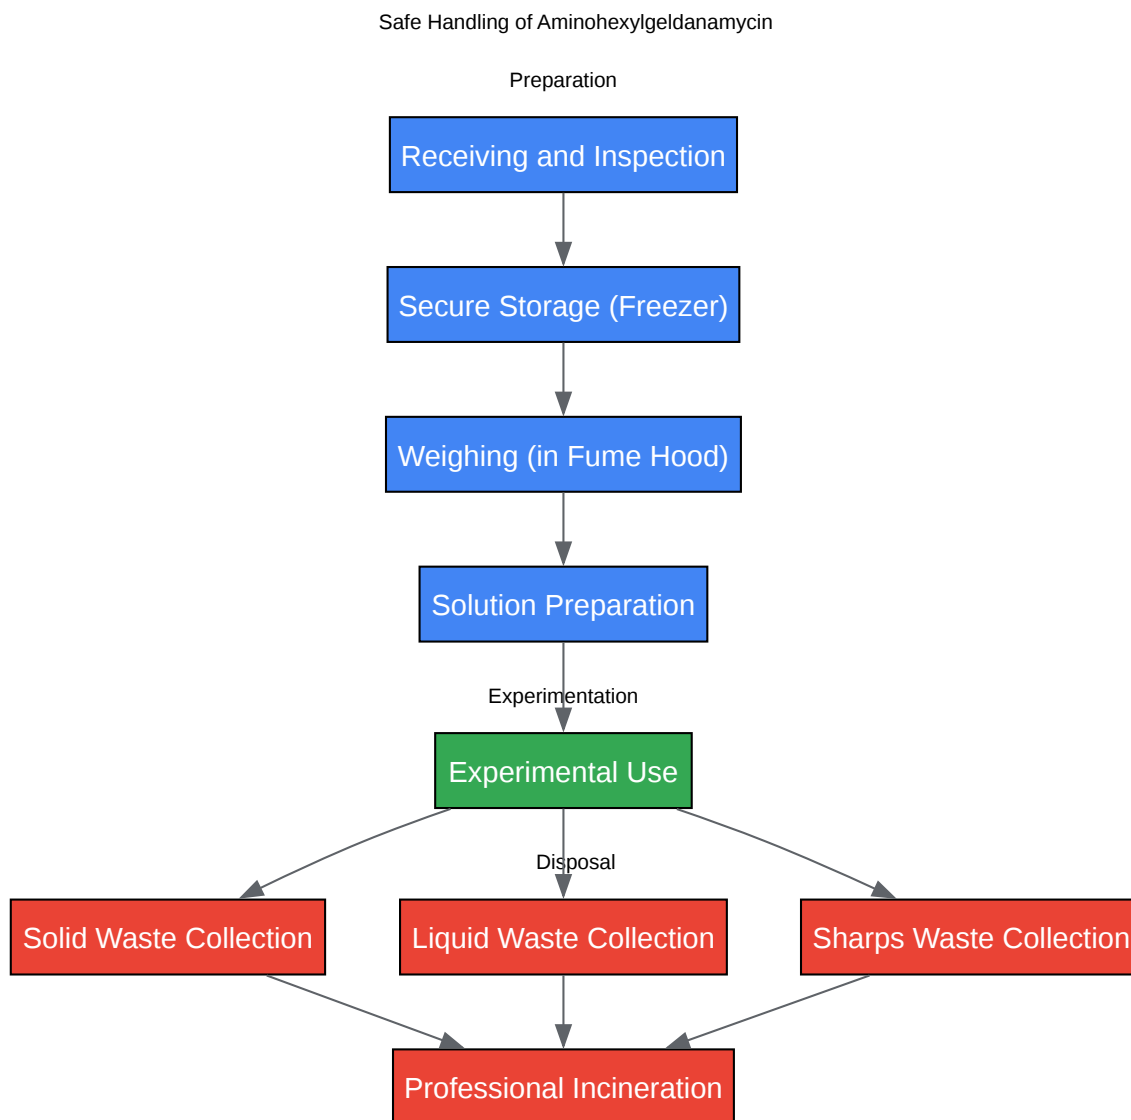 Safe Handling of Aminohexylgeldanamycin
Preparation
Receiving and Inspection
Secure Storage (Freezer)
Weighing (in Fume Hood)
Solution Preparation
Experimentation
Experimental Use
Disposal
Solid Waste Collection
Liquid Waste Collection
Sharps Waste Collection
Professional Incineration